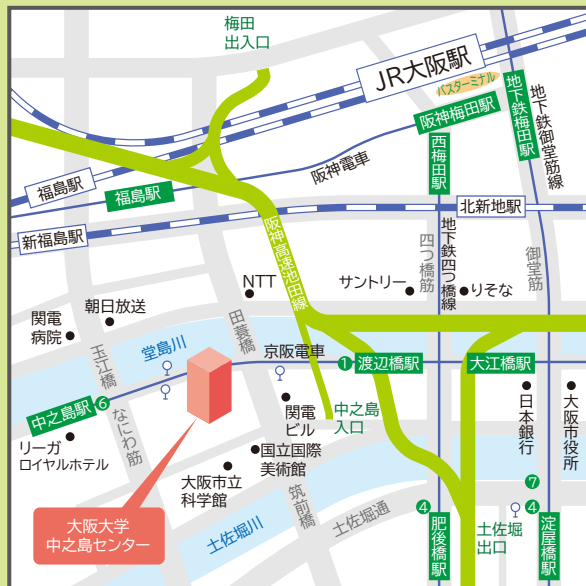 梅田
出入口
JR大阪駅
バスターミナル
阪神梅田駅
地下鉄梅田駅
地下鉄御堂筋線
西梅田駅
阪神電車
福島駅
福島駅
北新地駅
新福島駅
阪神高速池田線
四つ橋筋
地下鉄四つ橋線
御堂筋
NTT
サントリー
りそな
朝日放送
関電
病院
田蓑橋
玉江橋
堂島川
京阪電車
1
渡辺橋駅
大江橋駅
中之島駅
6
なにわ筋
関電
ビル
中之島
入口
日本銀行
大阪市役所
リーガ
ロイヤルホテル
国立国際
美術館
大阪市立
科学館
筑前橋
7
大阪大学
中之島センター
土佐堀川
土佐堀通
4
肥後橋駅
土佐堀
出口
4
淀屋橋駅